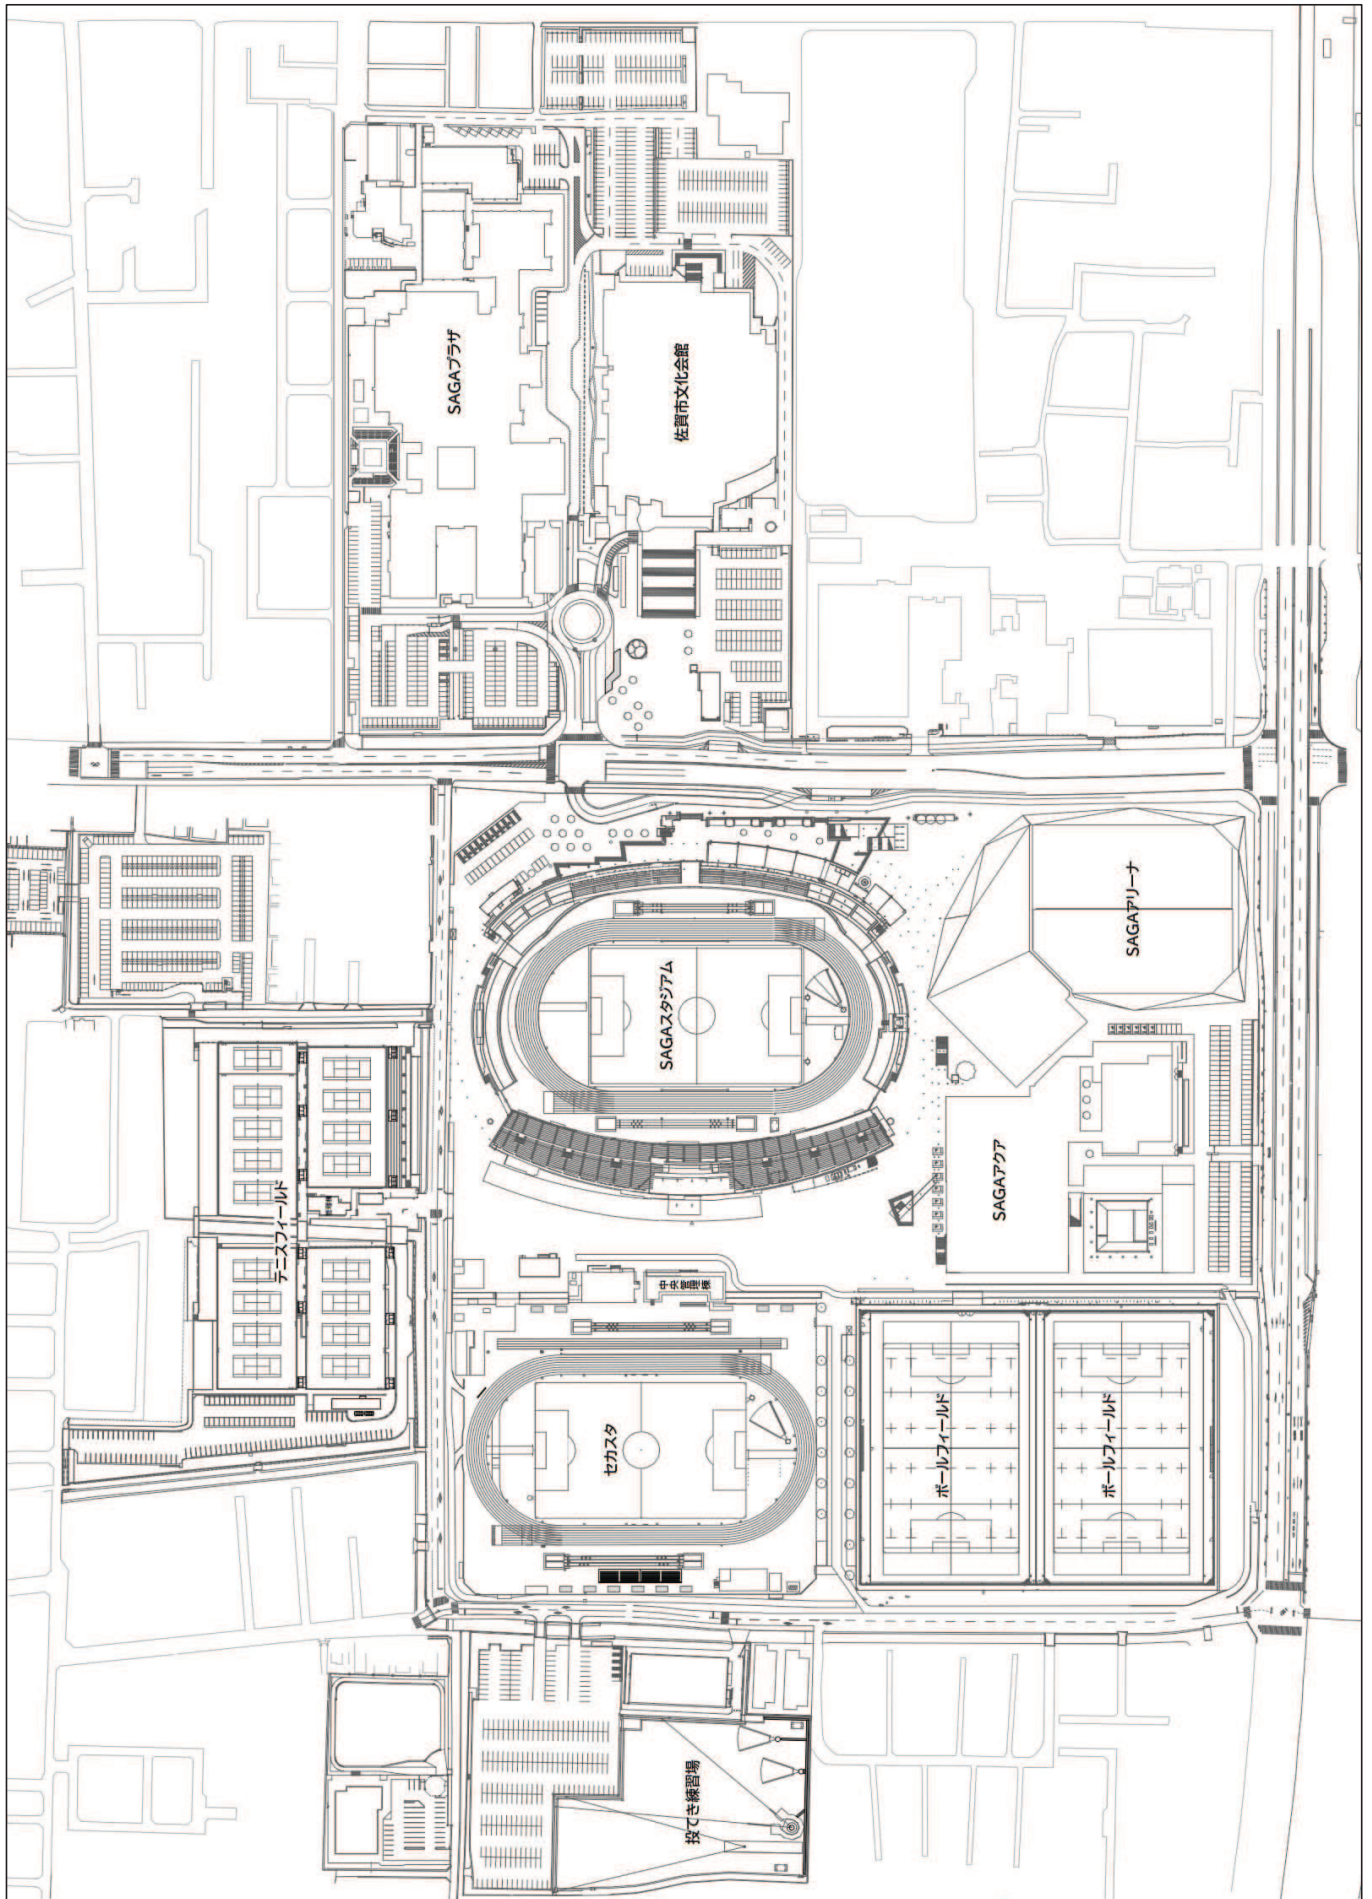 SAGAプラザ
佐賀市文化会館
SAGAスタジアム
SAGAアリーナ
SAGAアクア
テニスフィールド
中央管理棟
セカスタ
ボールフィールド
ボールフィールド
投てき練習場